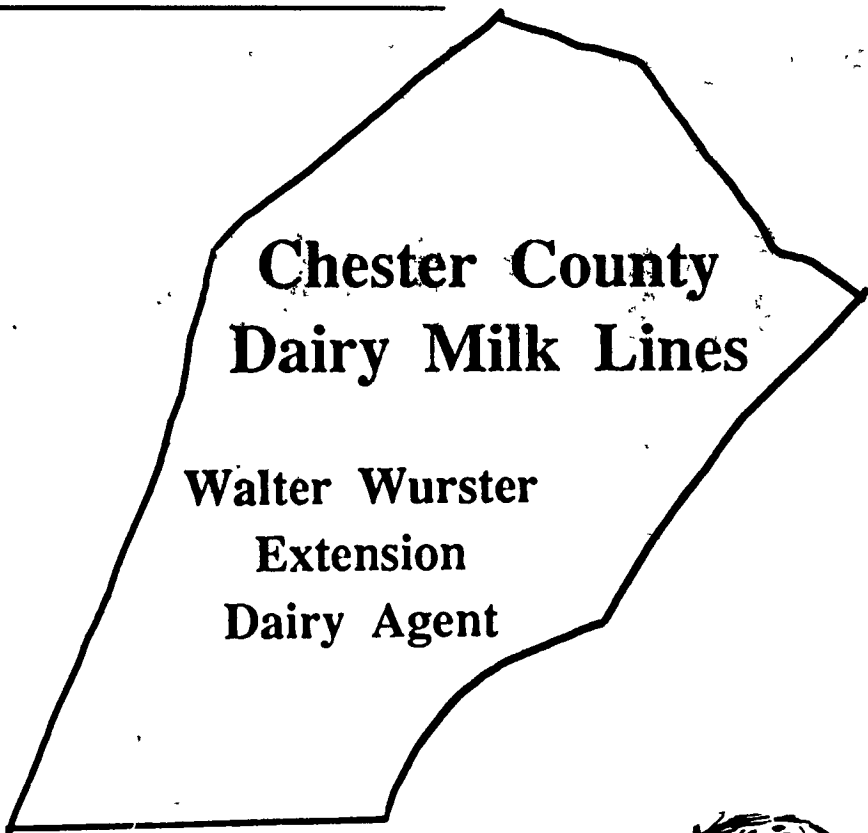 Chester County
Dairy Milk Lines
Walter Wurster
Extension
Dairy Agent